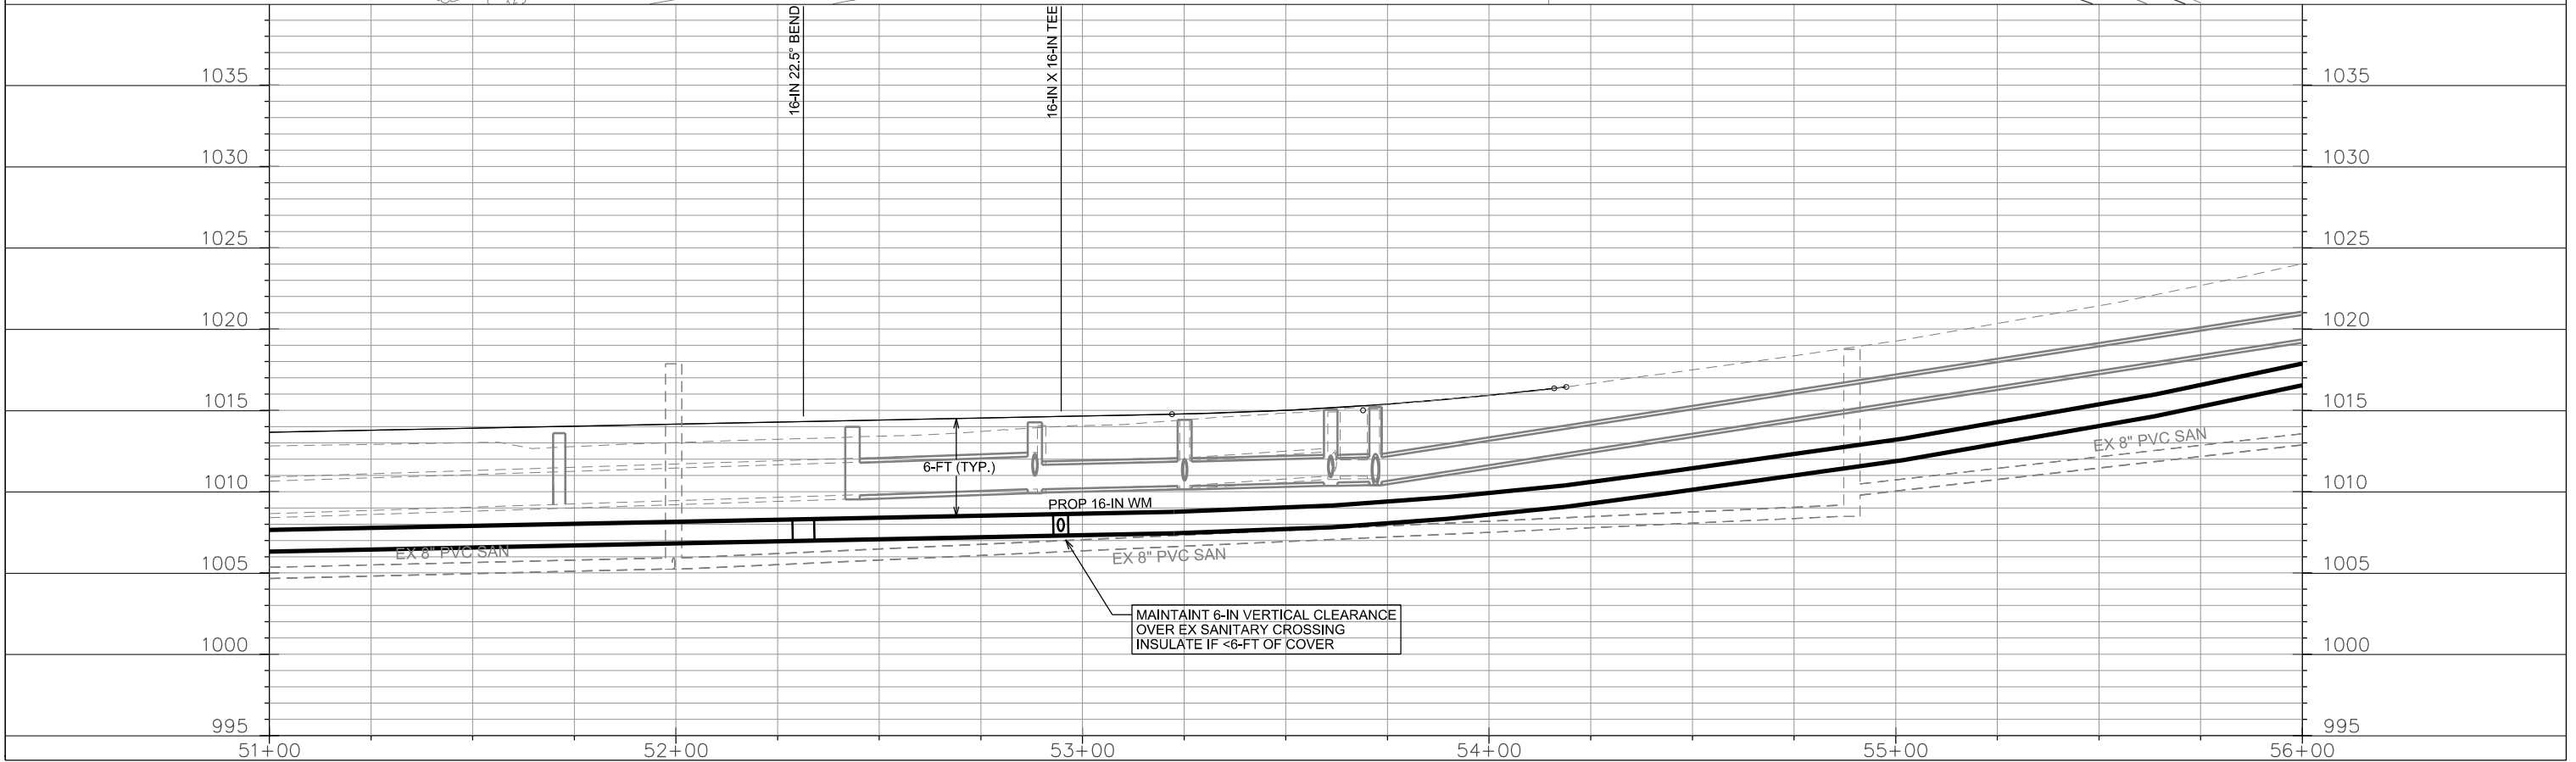 16-IN 22.5° BEND
16-IN X 16-IN TEE
1035
1035
1030
1030
1025
1025
1020
1020
1015
1015
EX 8" PVC SAN
6-FT (TYP.)
1010
1010
PROP 16-IN WM
EX 8" PVC SAN
EX 8" PVC SAN
1005
1005
MAINTAINT 6-IN VERTICAL CLEARANCE
OVER EX SANITARY CROSSING
INSULATE IF <6-FT OF COVER
1000
1000
995
995
51+00
52+00
53+00
54+00
55+00
56+00